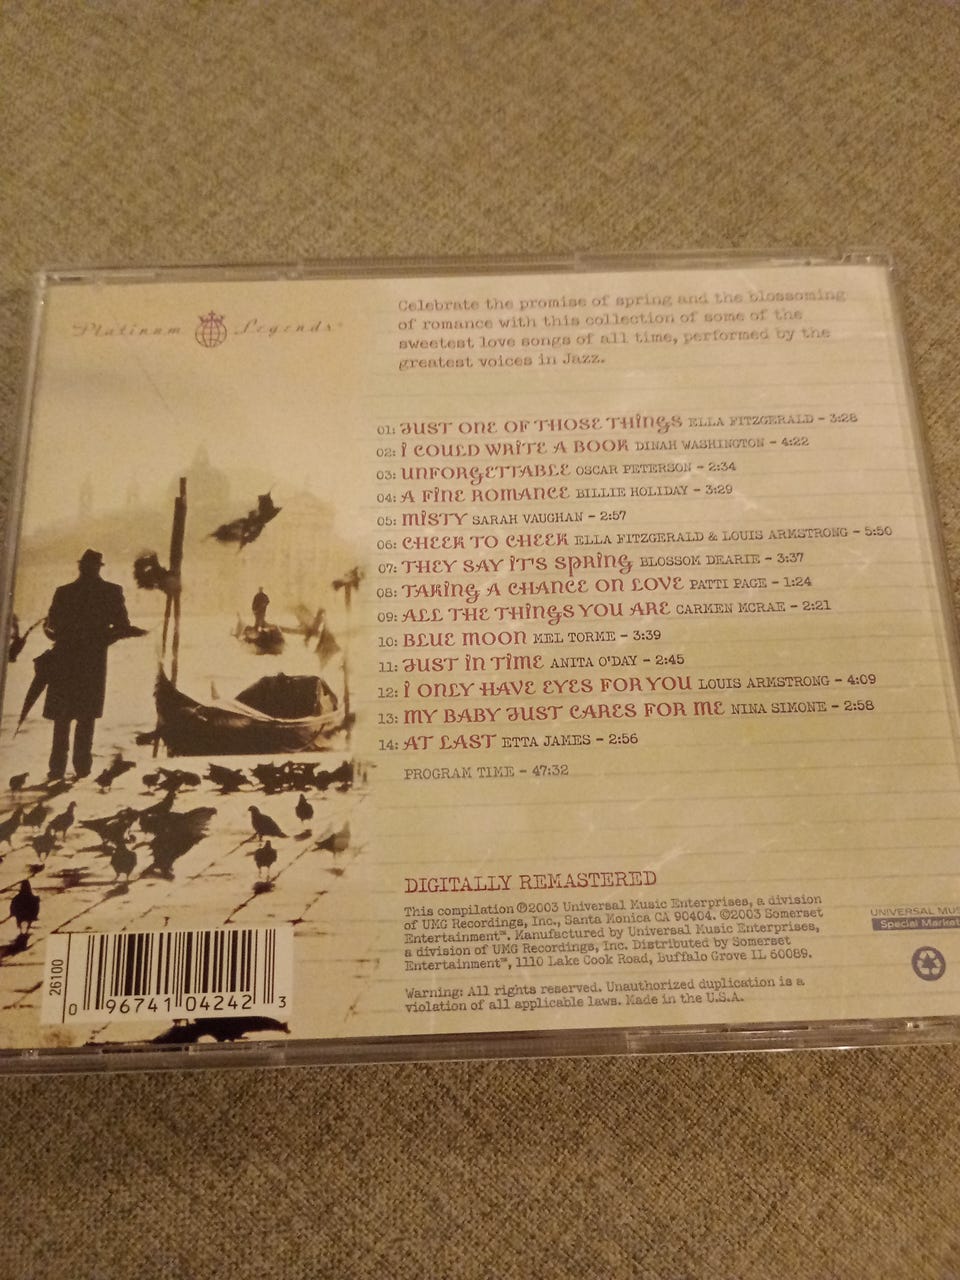 Platinum Legends®
Celebrate the promise of spring and the blossoming
of romance with this collection of some of the
sweetest love songs of all time, performed by the
greatest voices in Jazz.
01: JUST ONE OF THOSE THINGS ELLA FITZGERALD - 3:28
02: I COULD WRITE A BOOK DINAH WASHINGTON - 4:22
03: UNFORGETTABLE OSCAR PETERSON - 2:34
04: A FINE ROMANCE BILLIE HOLIDAY - 3:29
05: MISTY SARAH VAUGHAN - 2:57
06: CHEEK TO CHEEK ELLA FITZGERALD & LOUIS ARMSTRONG - 5:50
07: THEY SAY IT'S SPRING BLOSSOM DEARIE - 3:37
08: TAKING A CHANCE ON LOVE PATTI PAGE - 1:24
09: ALL THE THINGS YOU ARE CARMEN MCRAE - 2:21
10: BLUE MOON MEL TORME - 3:39
11: JUST IN TIME ANITA O'DAY - 2:45
12: I ONLY HAVE EYES FOR YOU LOUIS ARMSTRONG - 4:09
13: MY BABY JUST CARES FOR ME NINA SIMONE - 2:58
14: AT LAST ETTA JAMES - 2:56
PROGRAM TIME - 47:32
DIGITALLY REMASTERED
This compilation ℗2003 Universal Music Enterprises, a division
of UMG Recordings, Inc., Santa Monica CA 90404. ©2003 Somerset
Entertainment™. Manufactured by Universal Music Enterprises,
a division of UMG Recordings, Inc. Distributed by Somerset
Entertainment™, 1110 Lake Cook Road, Buffalo Grove IL 60089.
Warning: All rights reserved. Unauthorized duplication is a
violation of all applicable laws. Made in the U.S.A.
UNIVERSAL MUS
Special Market
26100
0 96741 04242 3